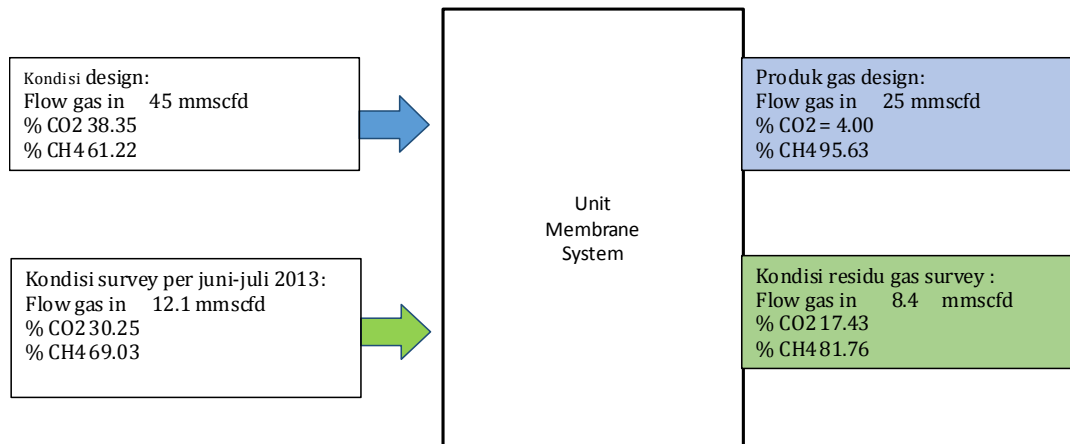 Kondisi design:
Flow gas in 45 mmscfd
% CO2 38.35
% CH4 61.22
Produk gas design:
Flow gas in 25 mmscfd
% CO2 = 4.00
% CH4 95.63
Unit
Membrane
System
Kondisi survey per juni-juli 2013:
Flow gas in 12.1 mmscfd
% CO2 30.25
% CH4 69.03
Kondisi residu gas survey :
Flow gas in 8.4 mmscfd
% CO2 17.43
% CH4 81.76